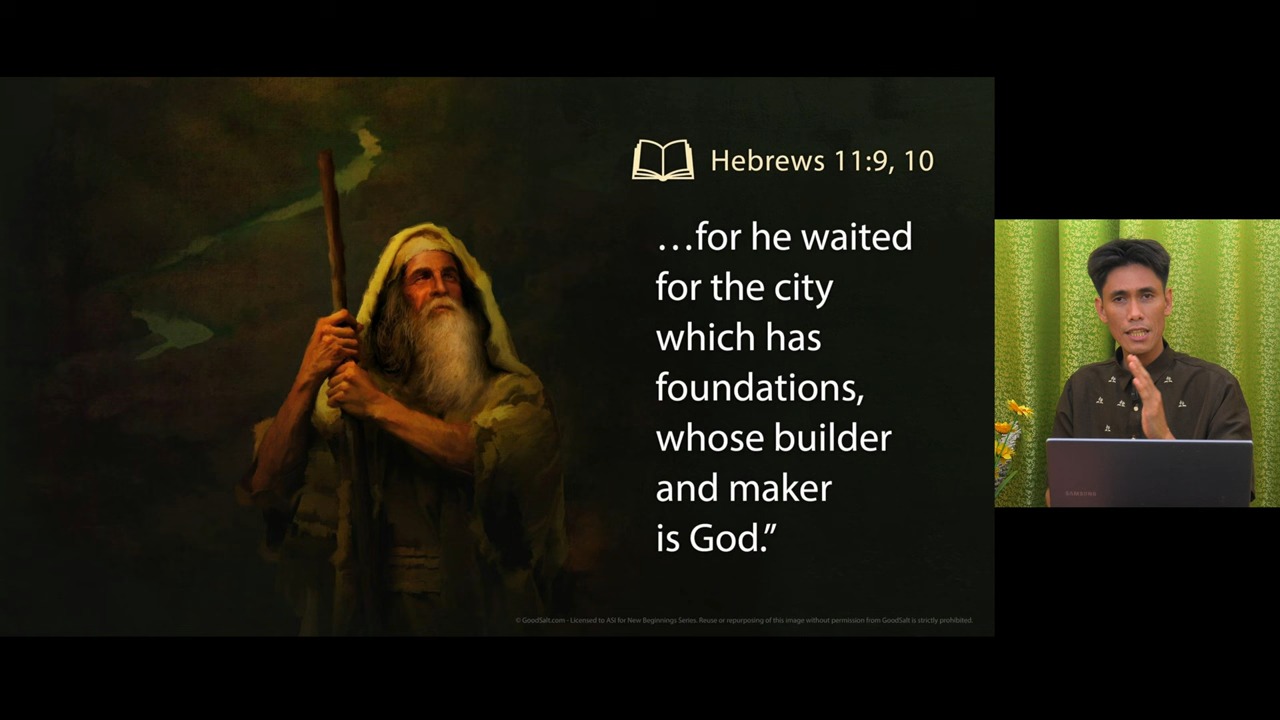 Hebrews 11:9, 10
…for he waited
for the city
which has
foundations,
whose builder
and maker
is God.”
© GoodSalt.com - Licensed to ASI for New Beginnings Series. Reuse or repurposing of this image without permission from GoodSalt is strictly prohibited.
SAMSUNG